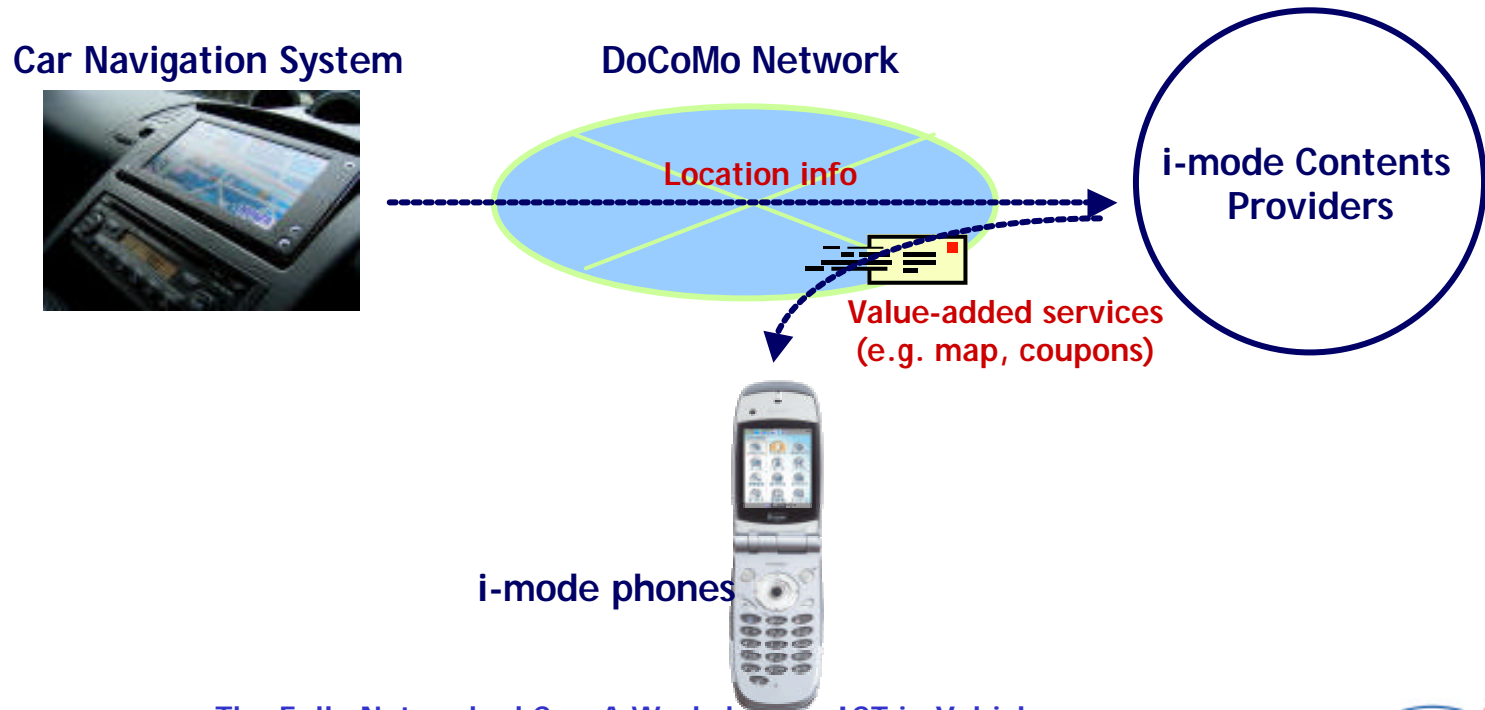 Car Navigation System
DoCoMo Network
Location info
i-mode Contents
Providers
Value-added services
(e.g. map, coupons)
i-mode phones